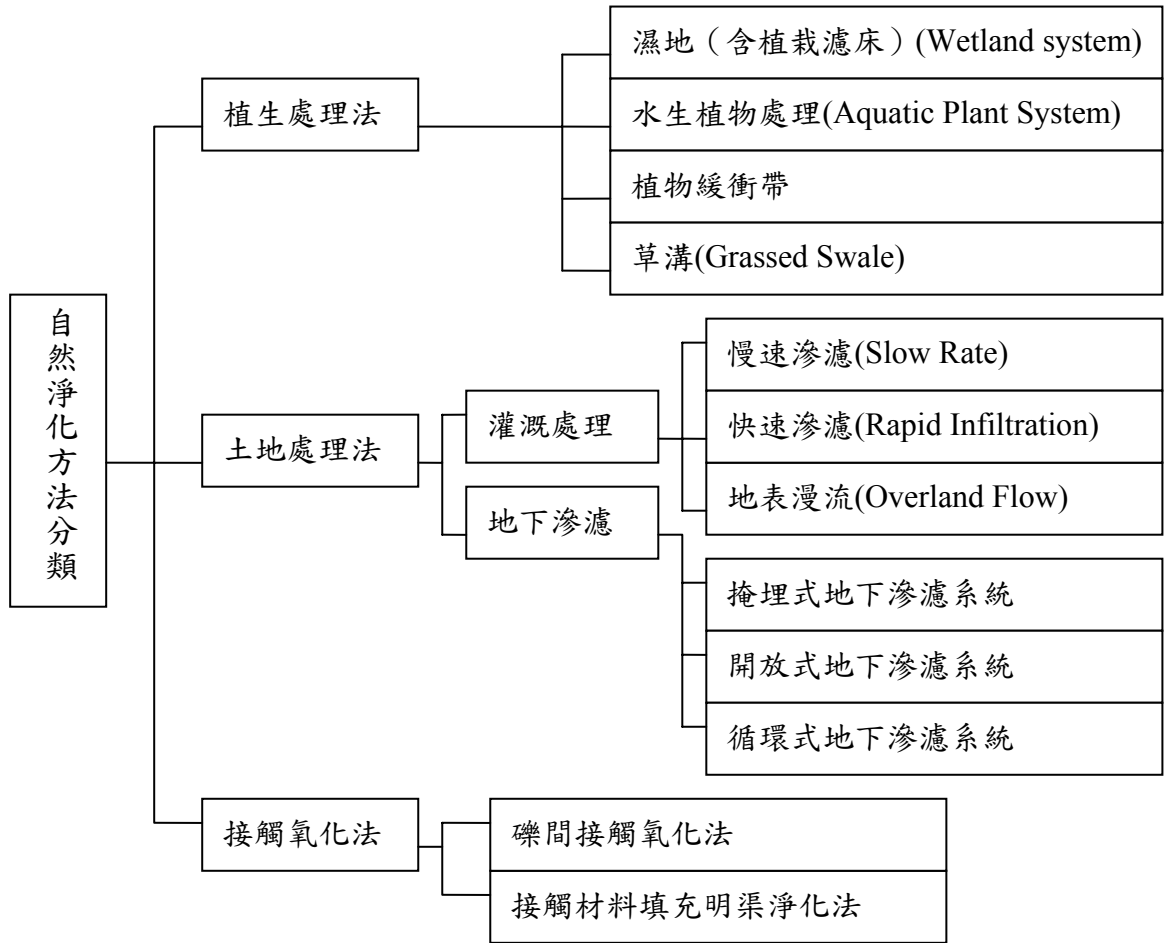 自然淨化方法分類
植生處理法
濕地（含植栽濾床）(Wetland system)
水生植物處理(Aquatic Plant System)
植物緩衝帶
草溝(Grassed Swale)
土地處理法
灌溉處理
慢速滲濾(Slow Rate)
快速滲濾(Rapid Infiltration)
地表漫流(Overland Flow)
地下滲濾
掩埋式地下滲濾系統
開放式地下滲濾系統
循環式地下滲濾系統
接觸氧化法
礫間接觸氧化法
接觸材料填充明渠淨化法